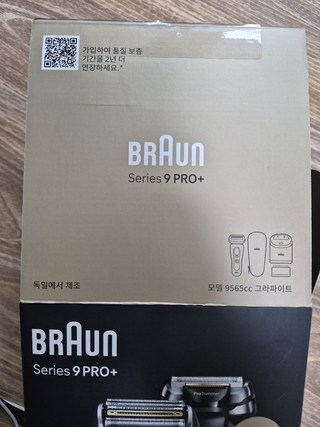 가입하여 품질 보증
기간을 2년 더
연장하세요.*
BRAUN
Series 9 PRO+
독일에서 제조
모델 9565cc 그라파이트
BRAUN
Series 9 PRO+